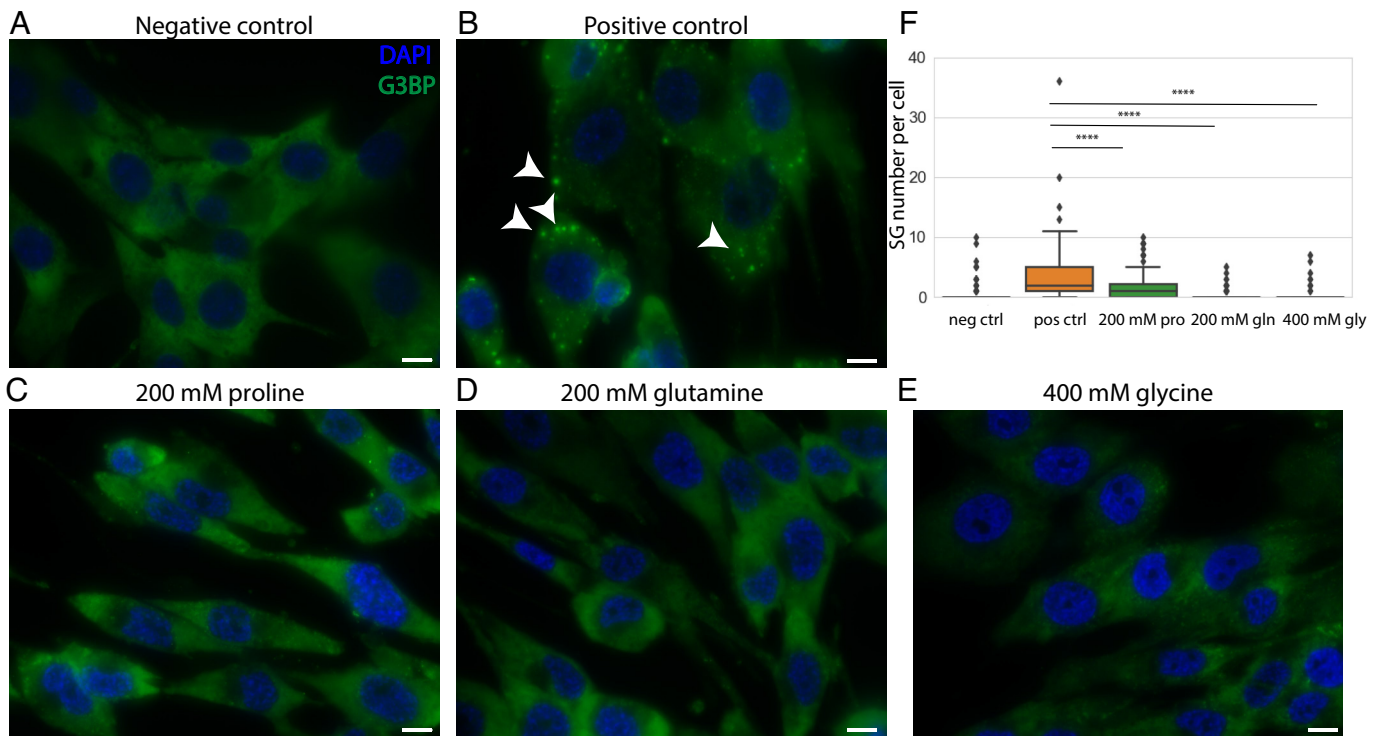 A Negative control
DAPI
G3BP
B Positive control
F
SG number per cell
40
30
20
10
0
****
****
****
neg ctrl pos ctrl 200 mM pro 200 mM gln 400 mM gly
C 200 mM proline
D 200 mM glutamine
E 400 mM glycine